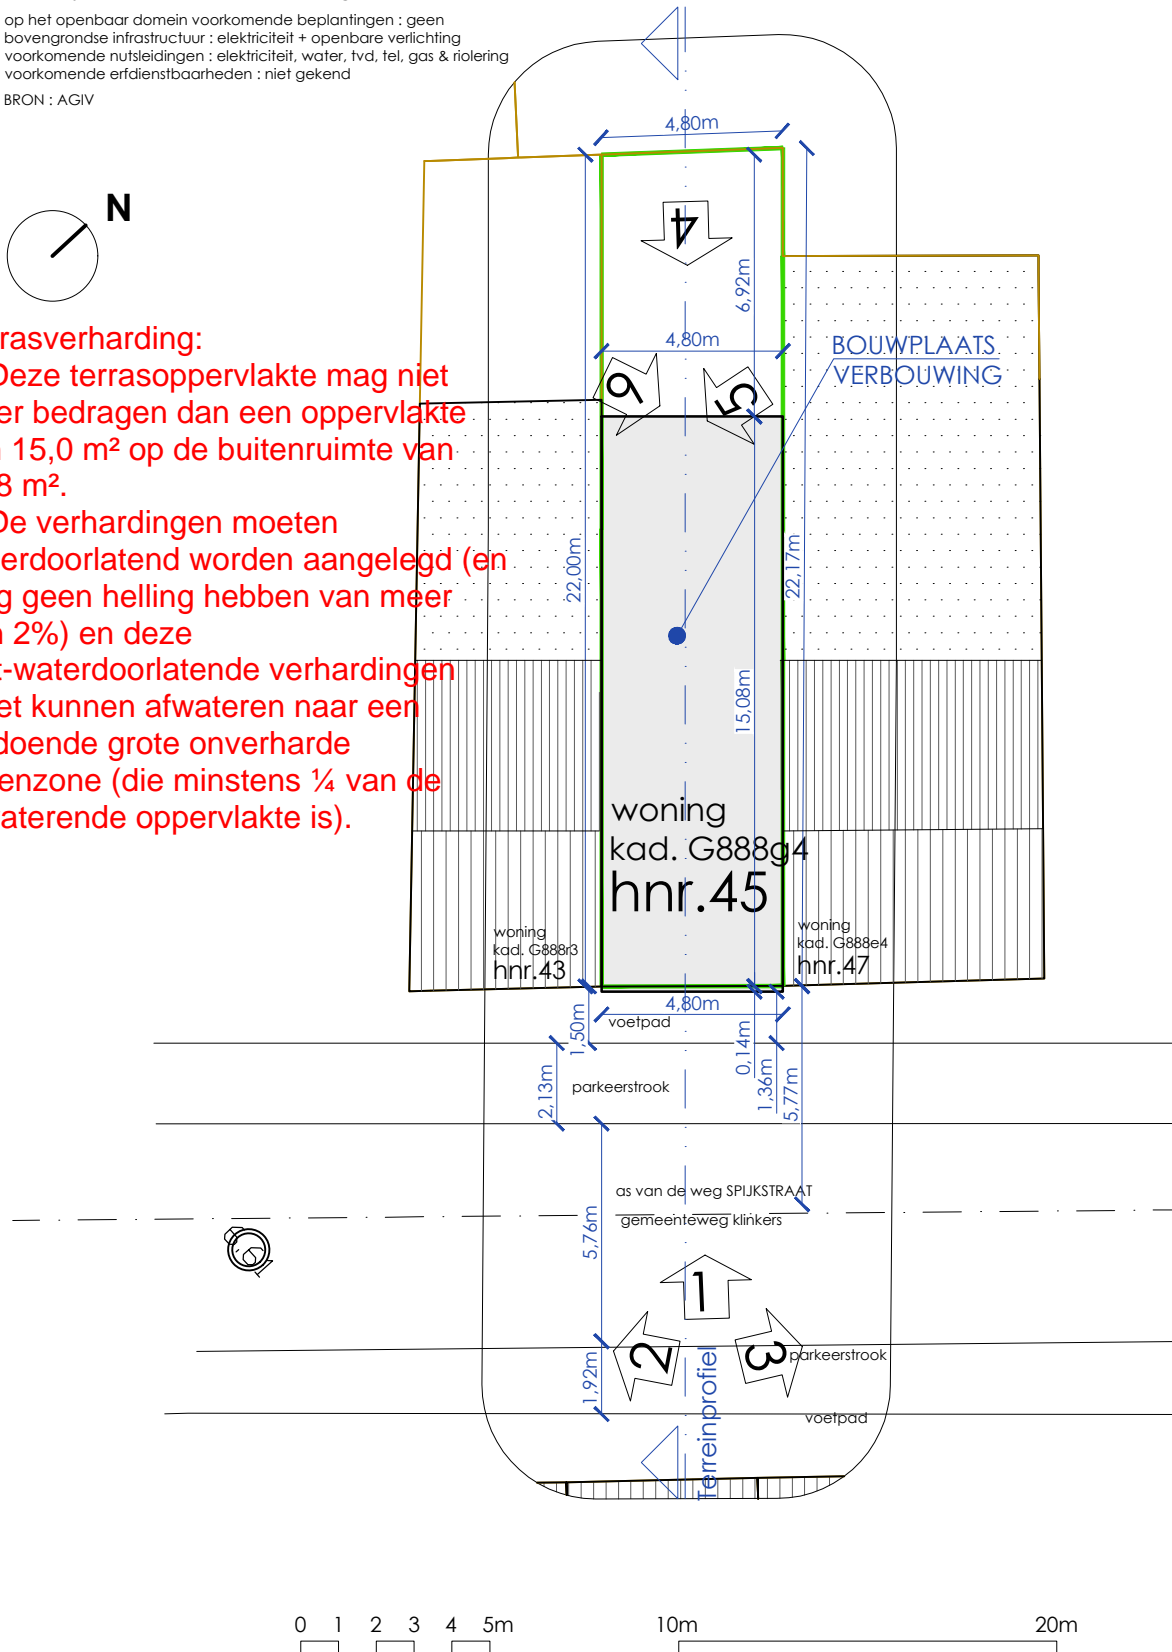 op het openbaar domein voorkomende beplantingen : geen
bovengrondse infrastructuur : elektriciteit + openbare verlichting
voorkomende nutsleidingen : elektriciteit, water, tvd, tel, gas & riolering
voorkomende erfdienstbaarheden : niet gekend
BRON : AGIV
N
4,80m
4
6,92m
rasverharding:
Deze terrasoppervlakte mag niet
er bedragen dan een oppervlakte
15,0 m² op de buitenruimte van
8 m².
De verhardingen moeten
erdoorlatend worden aangelegd (en
g geen helling hebben van meer
2%) en deze
t-waterdoorlatende verhardingen
et kunnen afwateren naar een
doende grote onverharde
enzone (die minstens ¼ van de
aterende oppervlakte is).
4,80m
BOUWPLAATS
VERBOUWING
6
5
22,00m
22,17m
15,08m
woning
kad. G888g4
hnr.45
woning
kad. G888r3
hnr.43
woning
kad. G888e4
hnr.47
4,80m
voetpad
1,50m
0,14m
1,36m
5,77m
2,13m
parkeerstrook
as van de weg SPIJKSTRAAT
gemeenteweg klinkers
5,76m
1
2
3
parkeerstrook
1,92m
voetpad
Terreinprofiel
0 1 2 3 4 5m 10m 20m